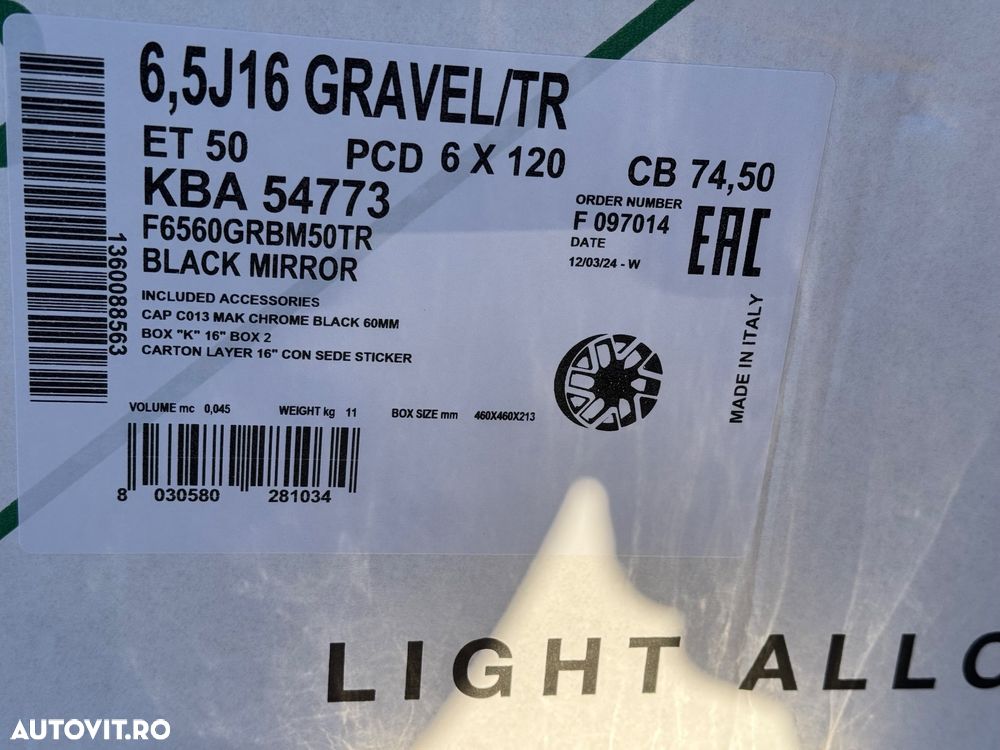 6,5J16 GRAVEL/TR
ET 50 PCD 6 X 120 CB 74,50
KBA 54773
F6560GRBM50TR
BLACK MIRROR
ORDER NUMBER
F 097014
DATE
12/03/24 - W
EAC
INCLUDED ACCESSORIES
CAP C013 MAK CHROME BLACK 60MM
BOX "K" 16" BOX 2
CARTON LAYER 16" CON SEDE STICKER
1360088563
MADE IN ITALY
VOLUME mc 0,045 WEIGHT kg 11 BOX SIZE mm 460X460X213
8 030580 281034
LIGHT ALLO
AUTOVIT.RO